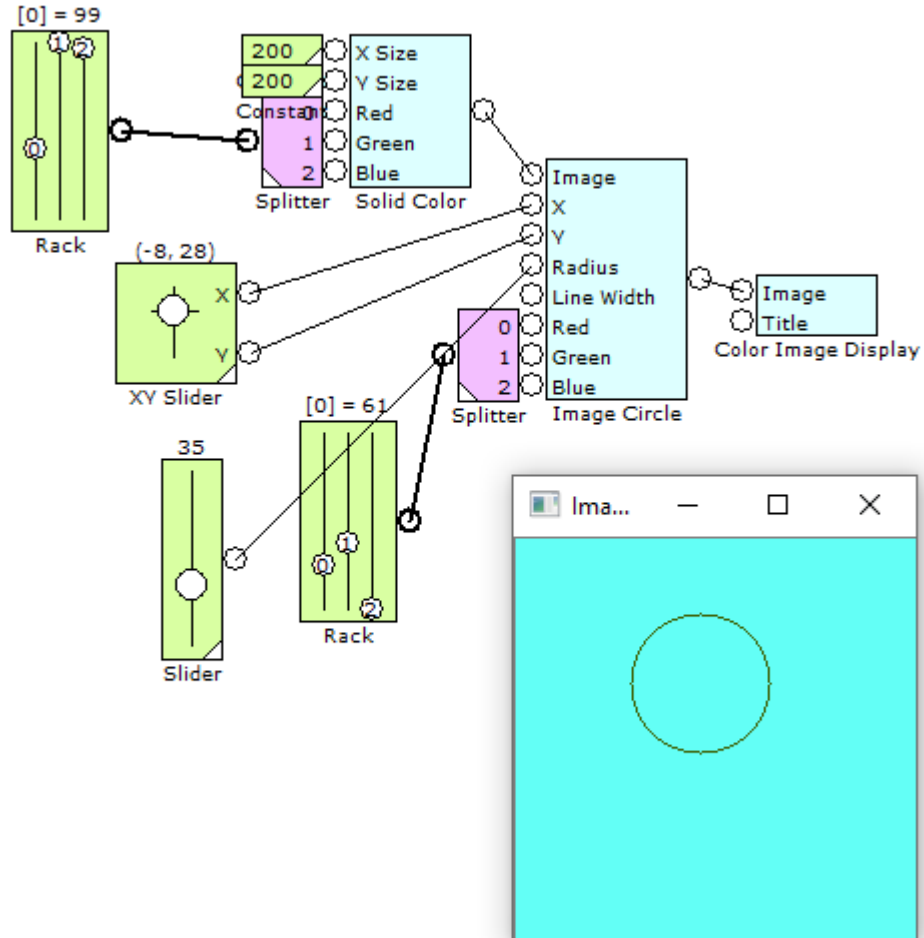 [0] = 99
0
1
2
Rack
200
200
Constant
0
1
2
Splitter
X Size
Y Size
Red
Green
Blue
Solid Color
(-8, 28)
X
Y
XY Slider
Image
X
Y
Radius
Line Width
Red
Green
Blue
Image Circle
0
1
2
Splitter
Image
Title
Color Image Display
[0] = 61
0
1
2
Rack
35
Slider
Ima...